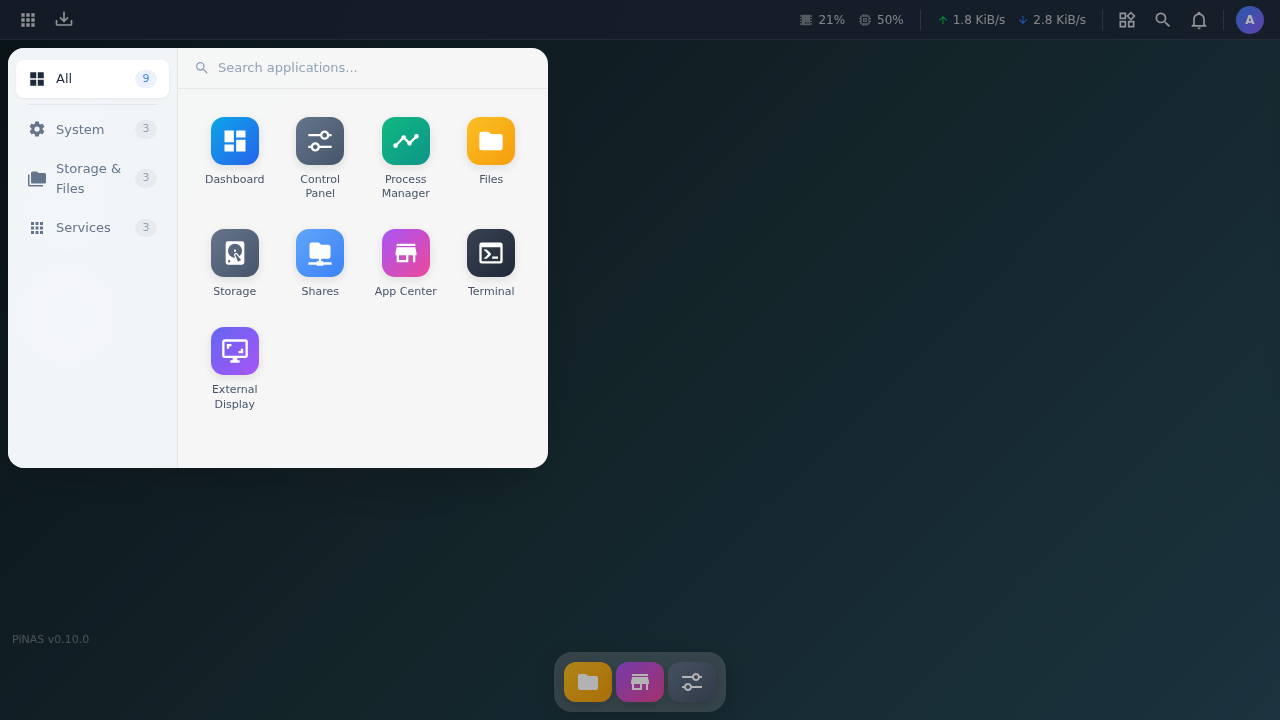 21%
50%
1.8 KiB/s
2.8 KiB/s
A
All
9
System
3
Storage &
Files
3
Services
3
Search applications...
Dashboard
Control
Panel
Process
Manager
Files
Storage
Shares
App Center
Terminal
External
Display
PiNAS v0.10.0